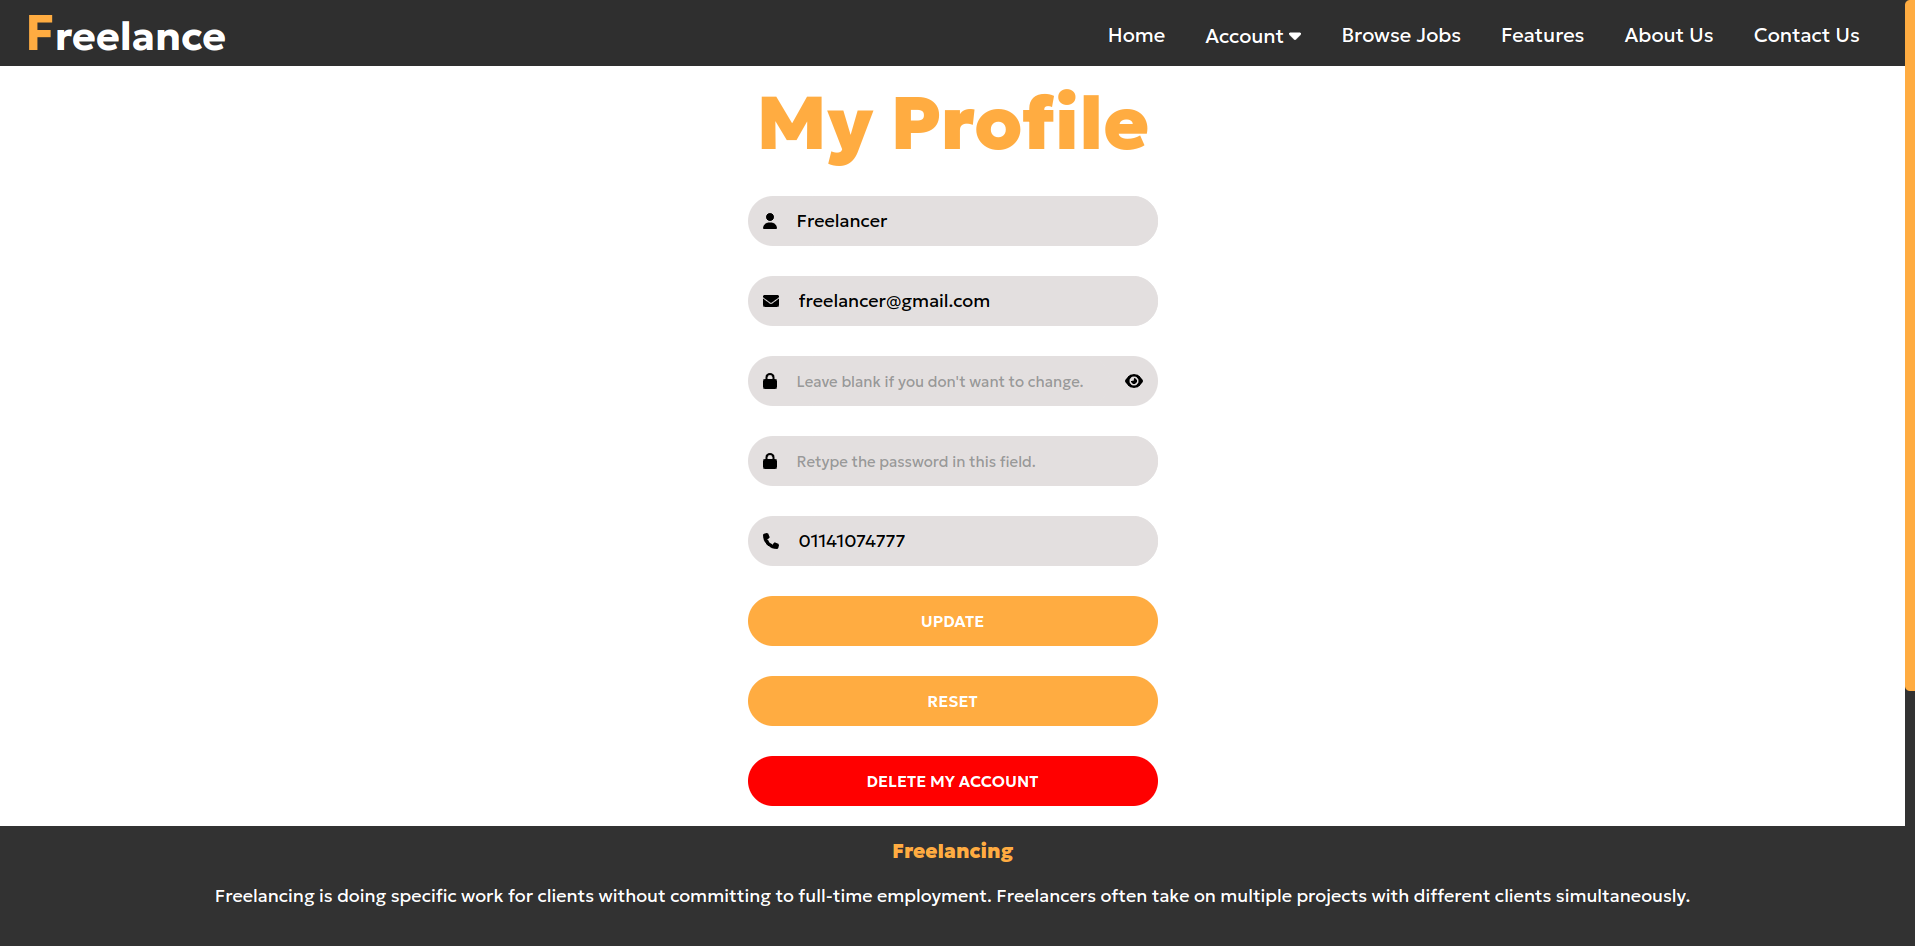 Freelance
Home Account Browse Jobs Features About Us Contact Us
My Profile
Freelancer
freelancer@gmail.com
Leave blank if you don't want to change.
Retype the password in this field.
01141074777
UPDATE
RESET
DELETE MY ACCOUNT
Freelancing
Freelancing is doing specific work for clients without committing to full-time employment. Freelancers often take on multiple projects with different clients simultaneously.